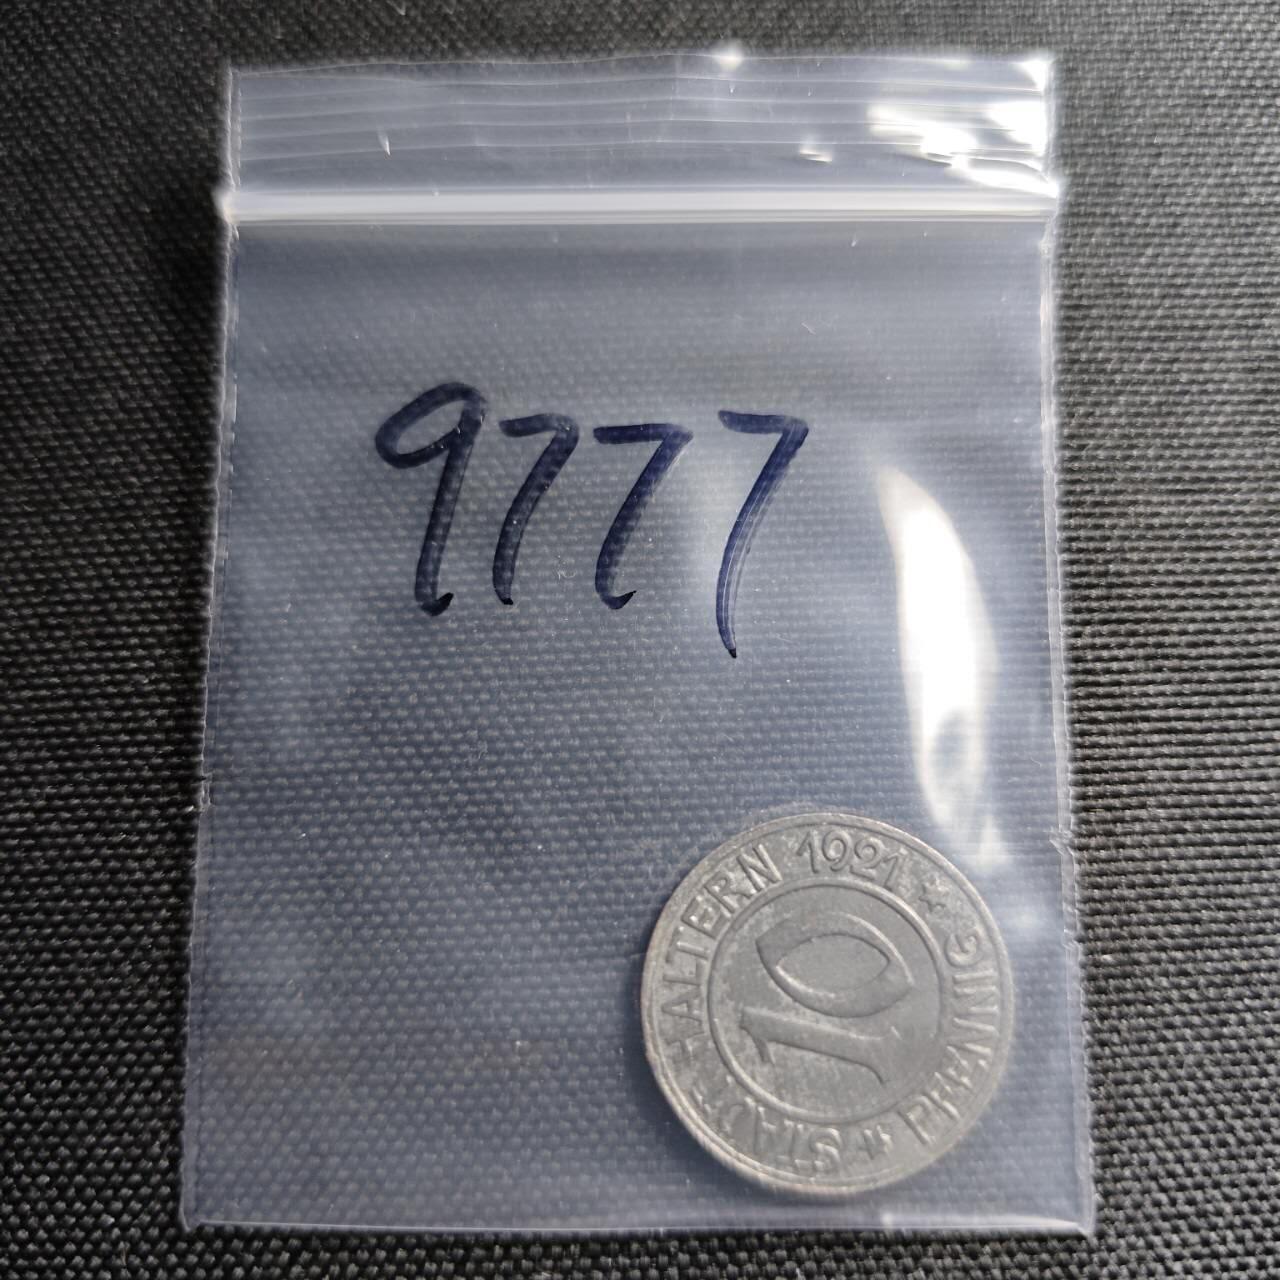 9777
STADT HALTERN 1921
PFENNIG
10